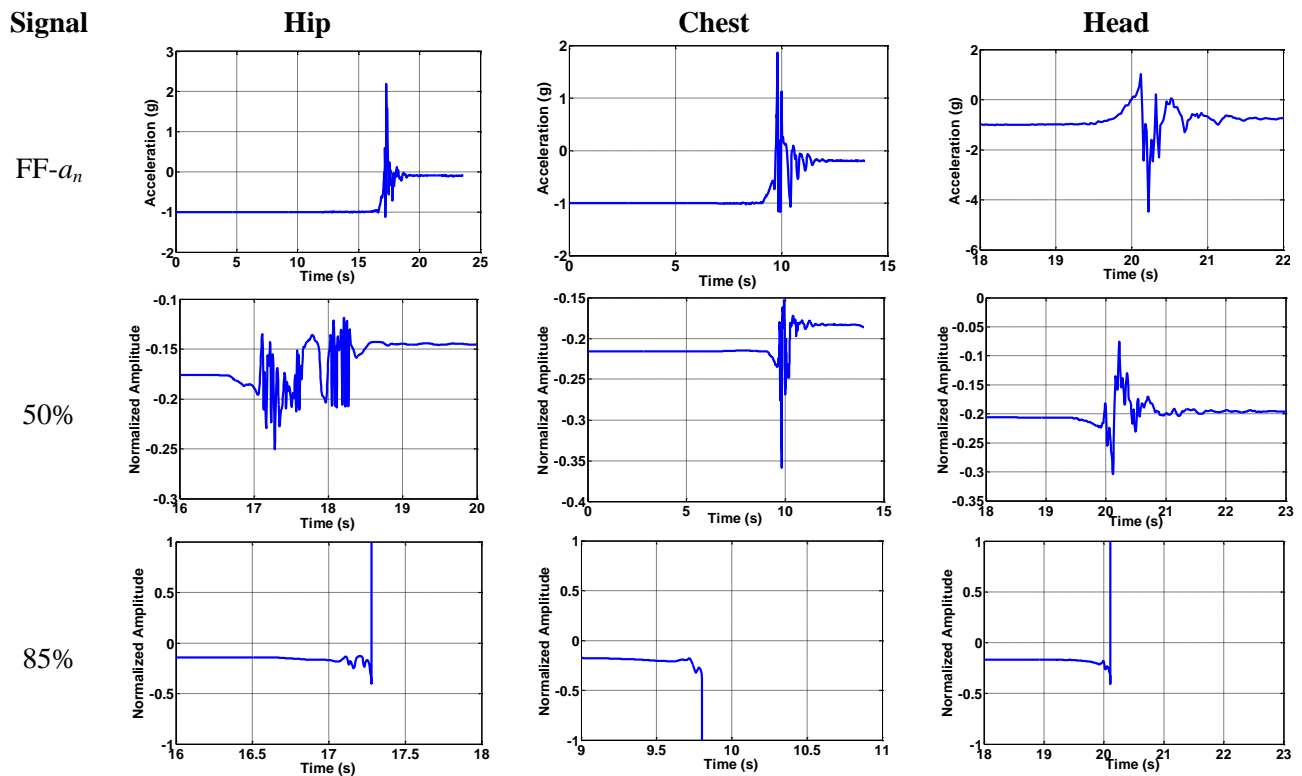 Signal Hip Chest Head
FF-aₙ
3
2
1
0
-1
-2
Acceleration (g)
0 5 10 15 20 25
Time (s)
2
1
0
-1
-2
Acceleration (g)
0 5 10 15
Time (s)
2
0
-2
-4
-6
Acceleration (g)
18 19 20 21 22
Time (s)
50%
-0.1
-0.15
-0.2
-0.25
-0.3
Normalized Amplitude
16 17 18 19 20
Time (s)
-0.15
-0.2
-0.25
-0.3
-0.35
-0.4
Normalized Amplitude
0 5 10 15
Time (s)
0
-0.05
-0.1
-0.15
-0.2
-0.25
-0.3
-0.35
Normalized Amplitude
18 19 20 21 22 23
Time (s)
85%
1
0.5
0
-0.5
-1
Normalized Amplitude
16 16.5 17 17.5 18
Time (s)
1
0.5
0
-0.5
-1
Normalized Amplitude
9 9.5 10 10.5 11
Time (s)
1
0.5
0
-0.5
-1
Normalized Amplitude
18 19 20 21 22 23
Time (s)